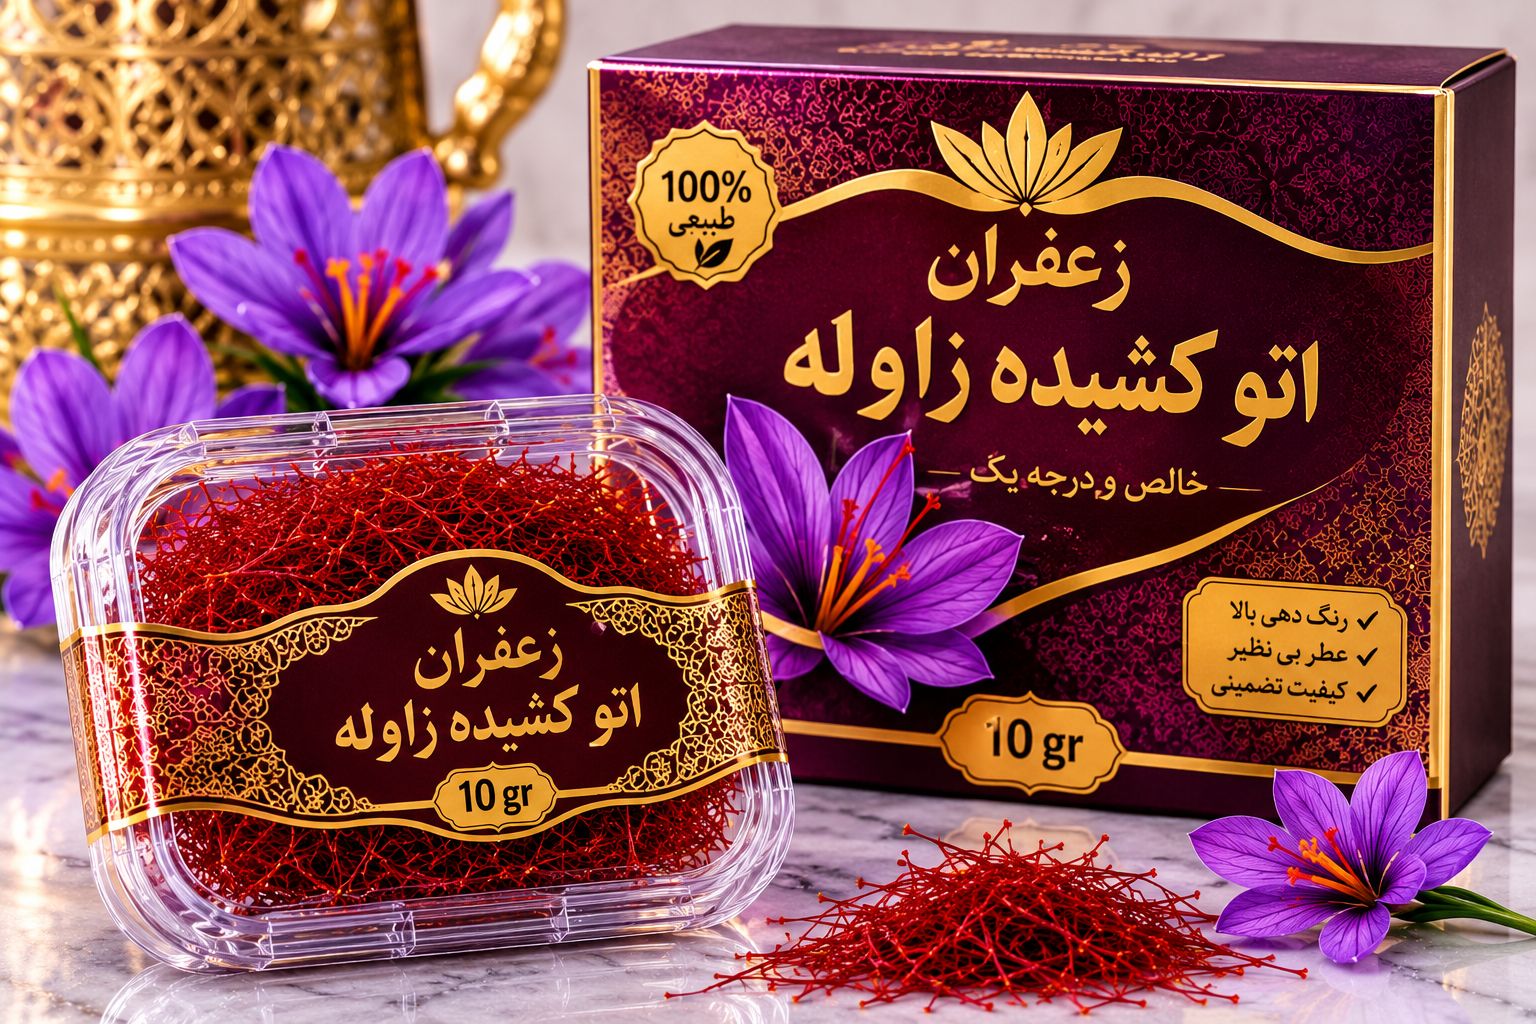 100%
طبیعی
زعفران
اتو کشیده زاوله
خالص و درجه یک
رنگ دهی بالا
عطر بی نظیر
کیفیت تضمینی
10 gr
زعفران
اتو کشیده زاوله
10 gr